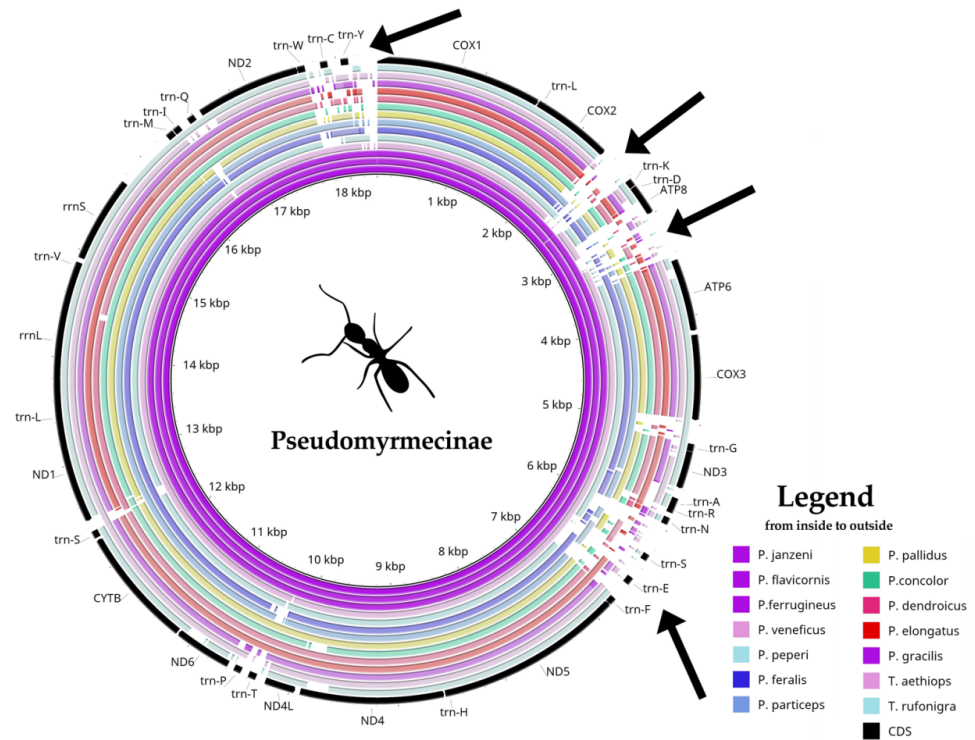 trn-W
trn-C
trn-Y
COX1
ND2
trn-L
COX2
trn-Q
trn-I
trn-M
trn-K
trn-D
ATP8
rrnS
trn-V
rrnL
trn-L
ND1
trn-S
CYTB
ND6
trn-P
trn-T
ND4L
ND4
trn-H
ND5
trn-F
trn-E
trn-S
trn-N
trn-R
trn-A
ND3
trn-G
COX3
ATP6
18 kbp
1 kbp
2 kbp
3 kbp
4 kbp
5 kbp
6 kbp
7 kbp
8 kbp
9 kbp
10 kbp
11 kbp
12 kbp
13 kbp
14 kbp
15 kbp
16 kbp
17 kbp
Pseudomyrmecinae
Legend
from inside to outside
P. janzeni
P. flavicornis
P.ferrugineus
P. veneficus
P. peperi
P. feralis
P. particeps
P. pallidus
P.concolor
P. dendroicus
P. elongatus
P. gracilis
T. aethiops
T. rufonigra
CDS